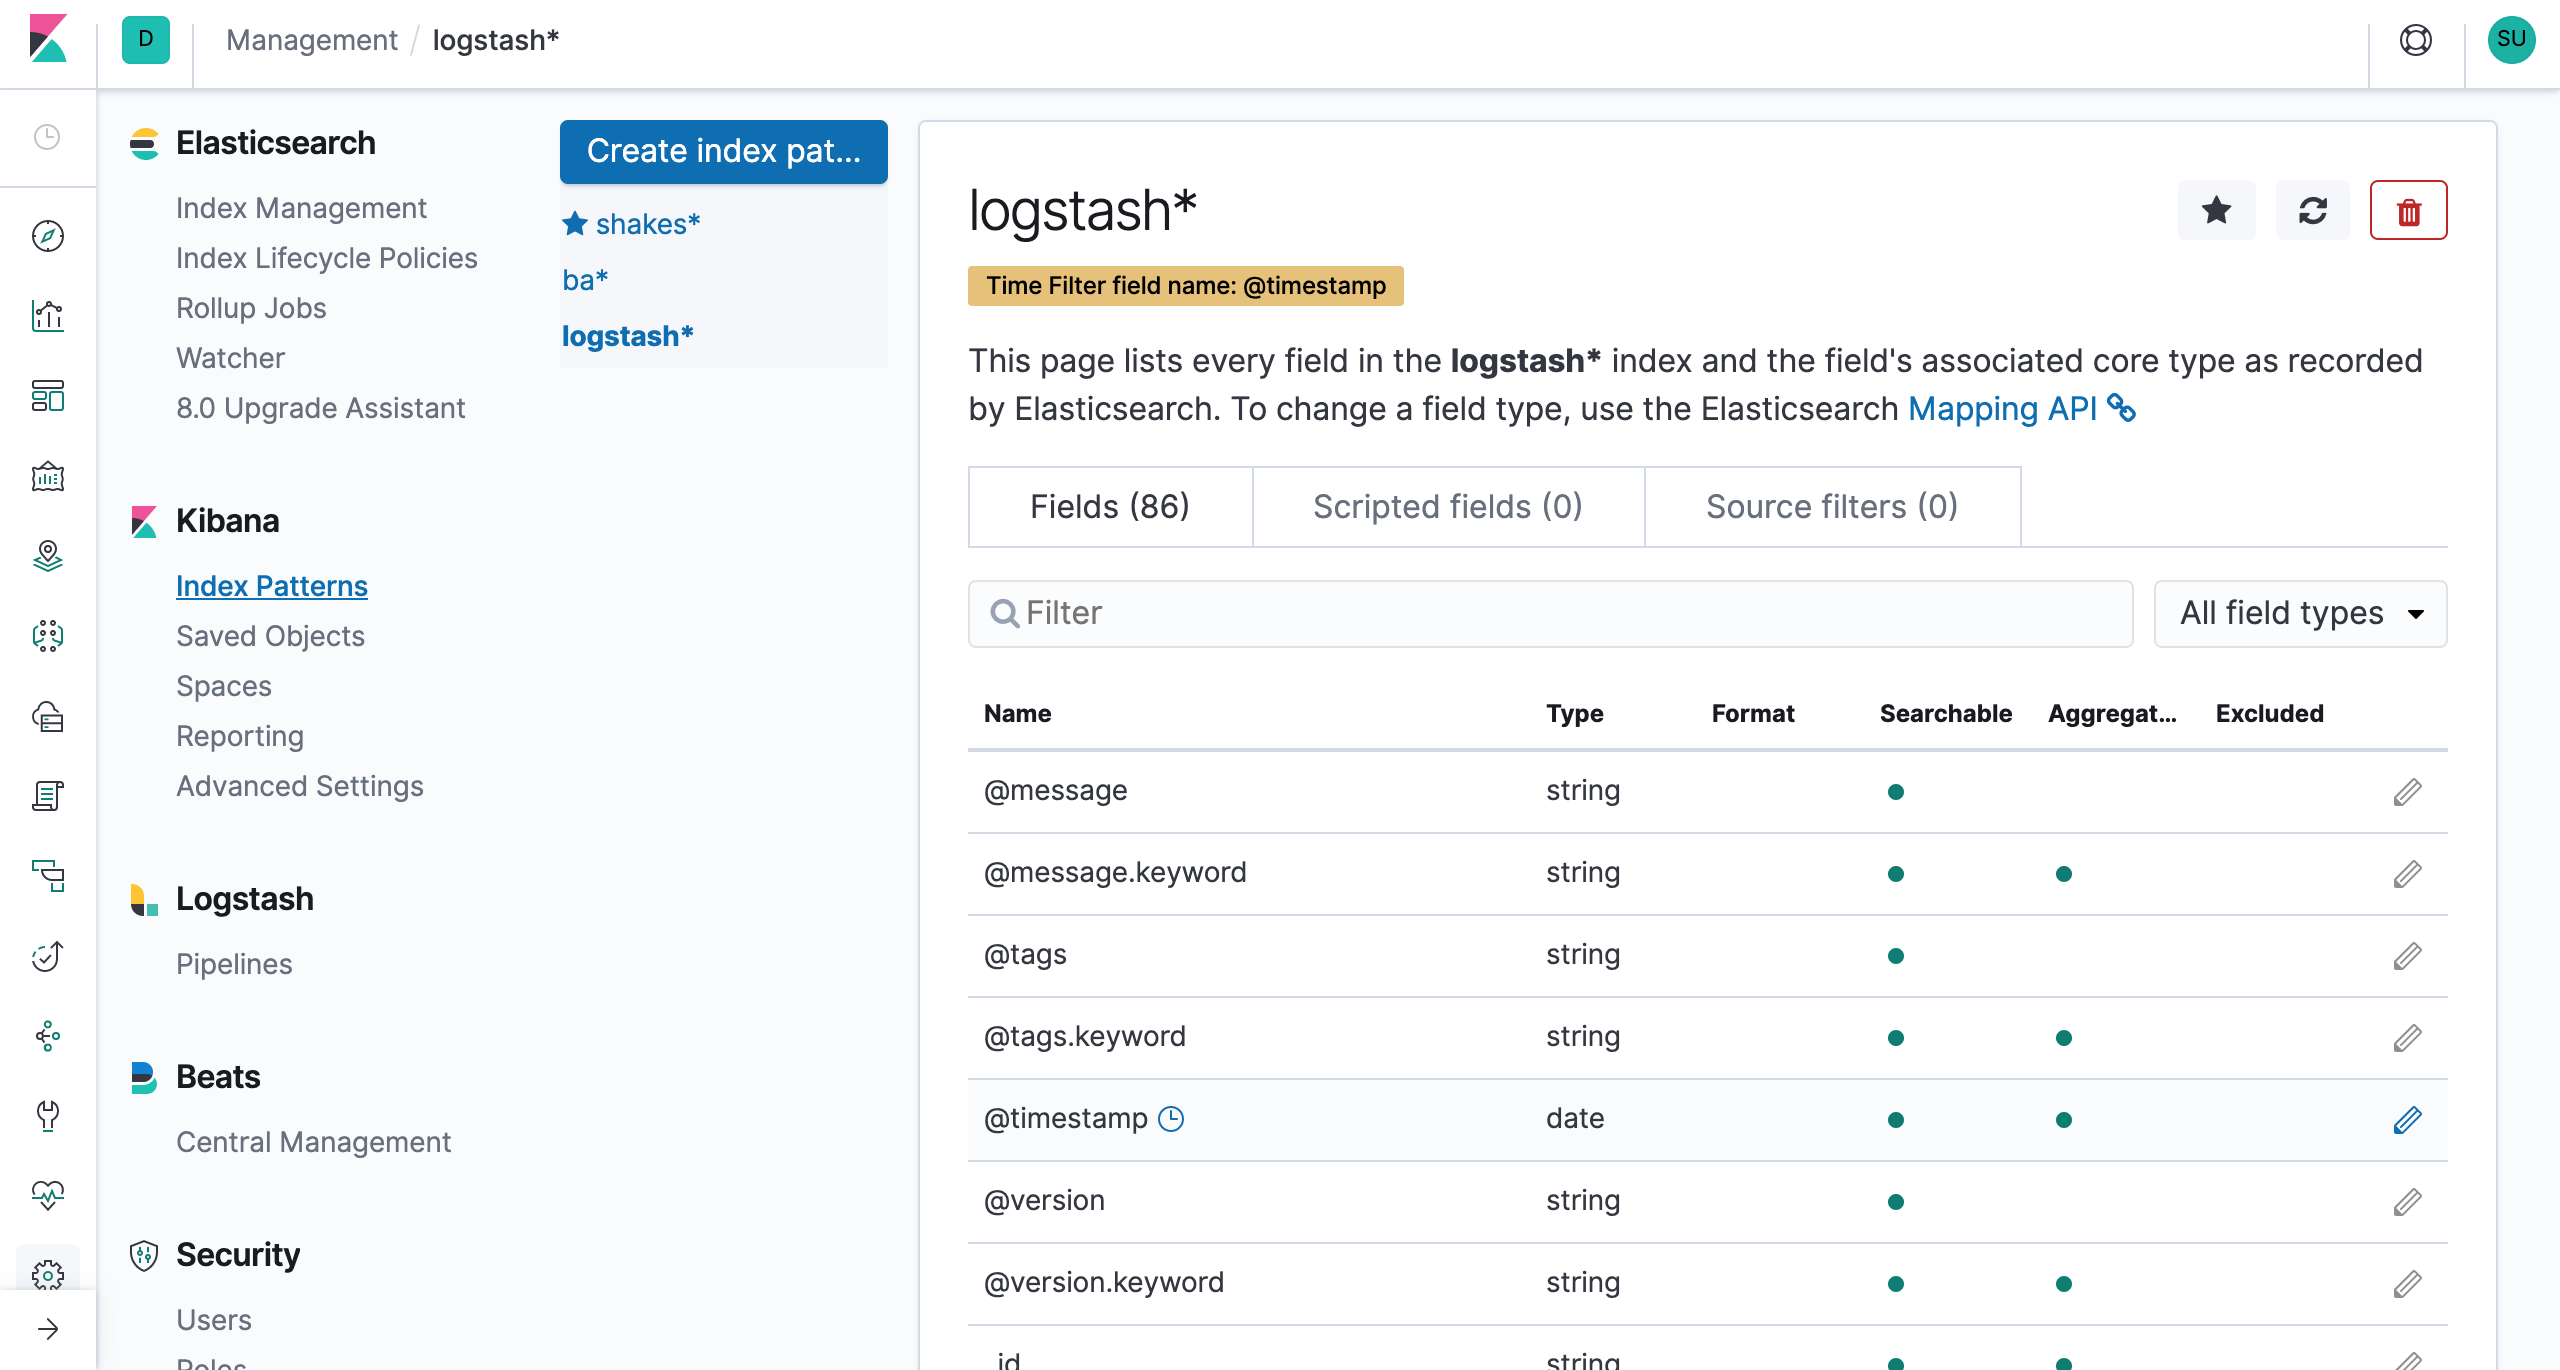 D
Management / logstash*
SU
Elasticsearch
Index Management
Index Lifecycle Policies
Rollup Jobs
Watcher
8.0 Upgrade Assistant
Kibana
Index Patterns
Saved Objects
Spaces
Reporting
Advanced Settings
Logstash
Pipelines
Beats
Central Management
Security
Users
Roles
Create index pat...
shakes*
ba*
logstash*
logstash*
Time Filter field name: @timestamp
This page lists every field in the logstash* index and the field's associated core type as recorded
by Elasticsearch. To change a field type, use the Elasticsearch Mapping API
Fields (86) Scripted fields (0) Source filters (0)
Filter All field types
Name Type Format Searchable Aggregat... Excluded
@message string
@message.keyword string
@tags string
@tags.keyword string
@timestamp date
@version string
@version.keyword string
_id string